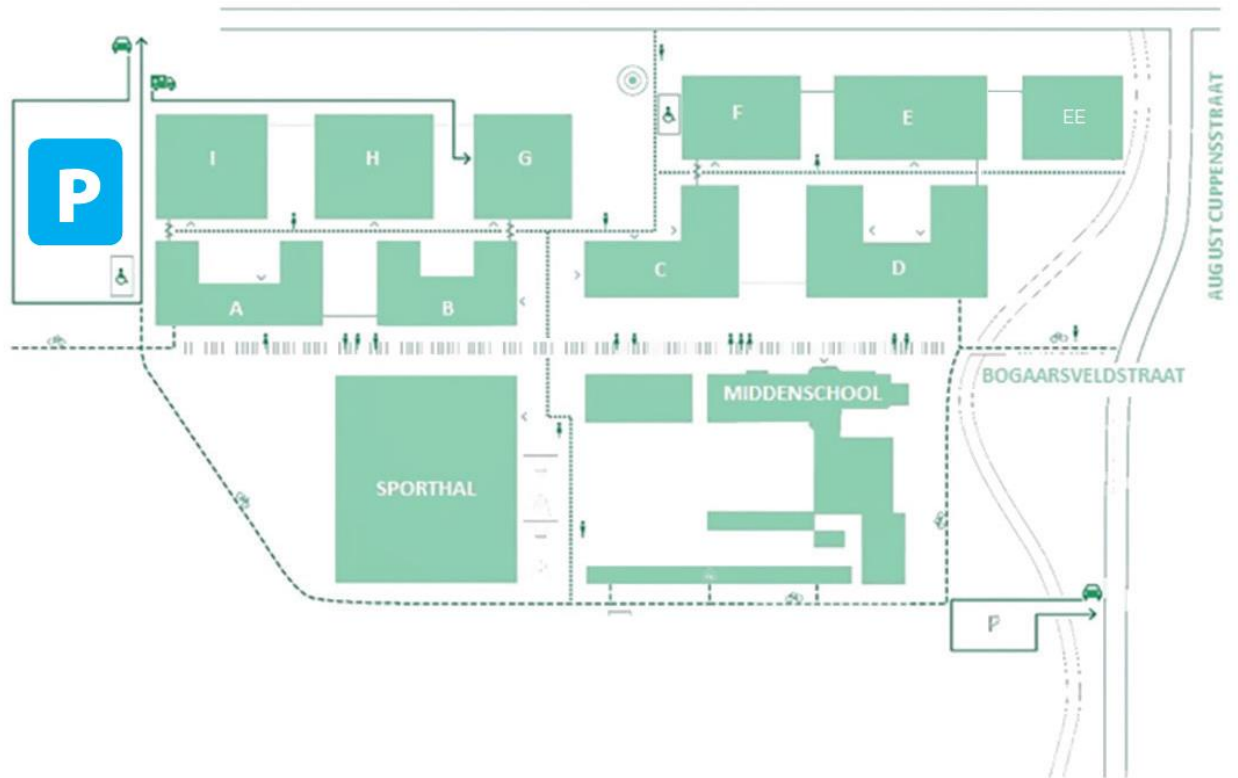 P
I
H
G
F
E
EE
A
B
C
D
AUGUST CUPPENSSTRAAT
BOGAARSVELDSTRAAT
MIDDENSCHOOL
SPORTHAL
P